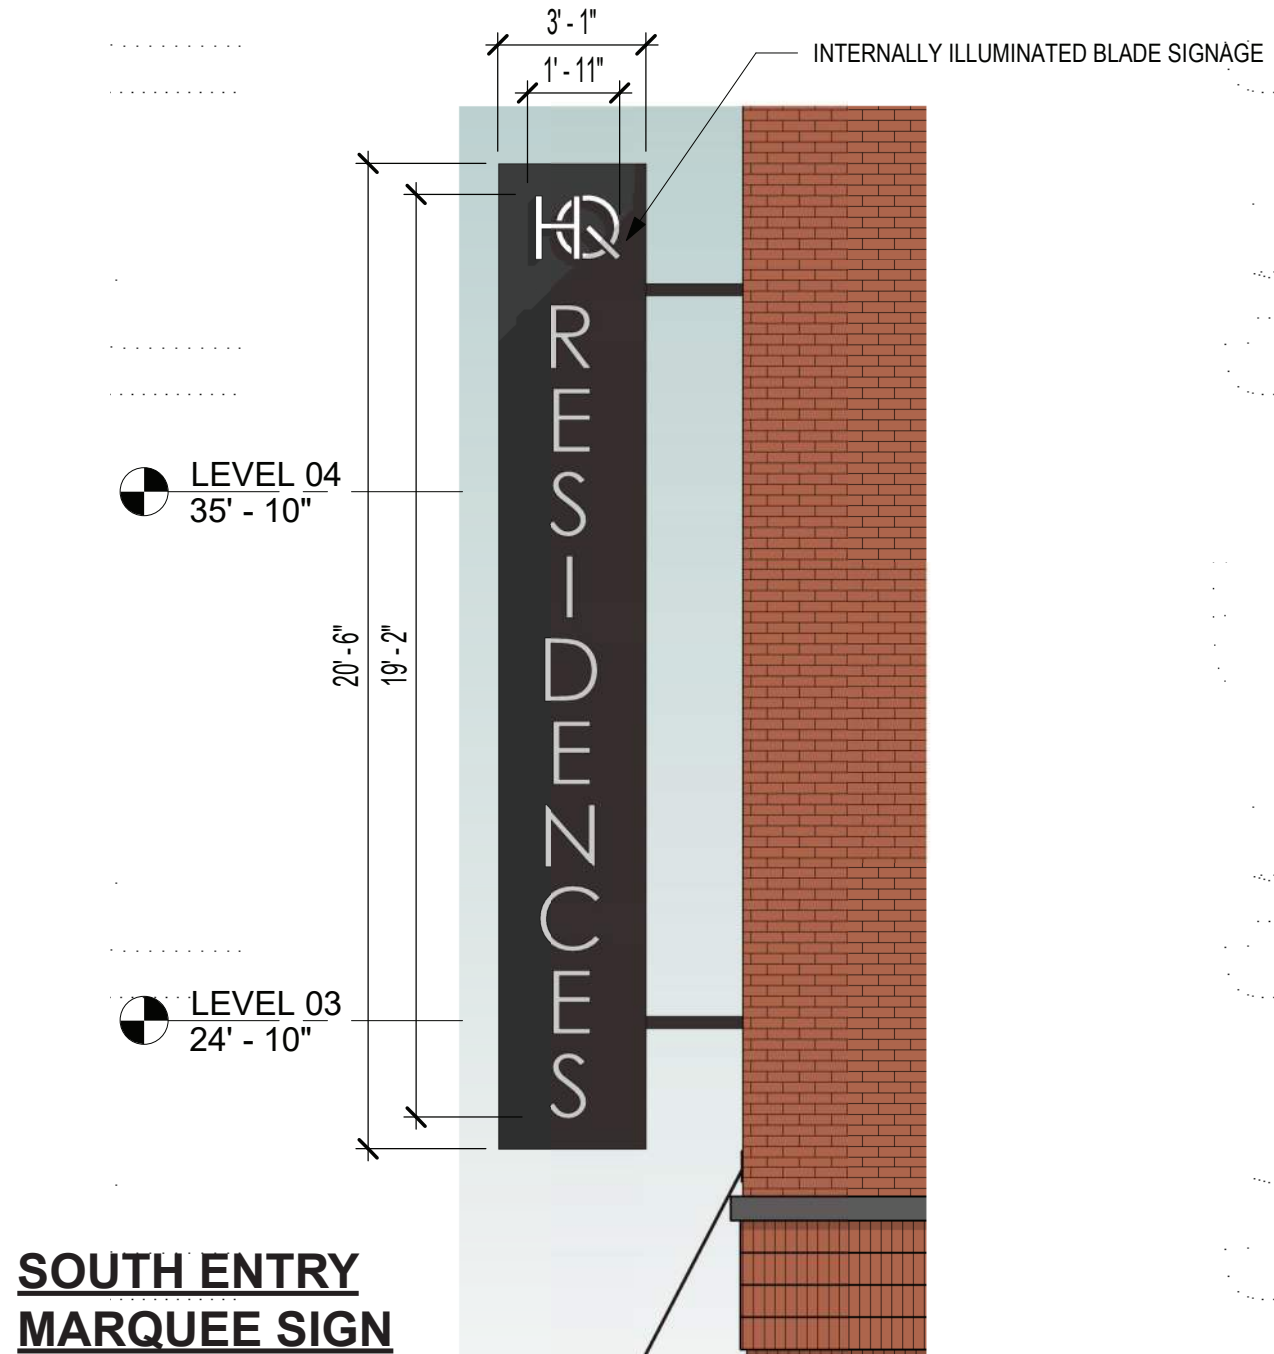 3' - 1"
1' - 11"
INTERNALLY ILLUMINATED BLADE SIGNAGE
HQ
RESIDENCES
20' - 6"
19' - 2"
LEVEL 04
35' - 10"
LEVEL 03
24' - 10"
SOUTH ENTRY
MARQUEE SIGN